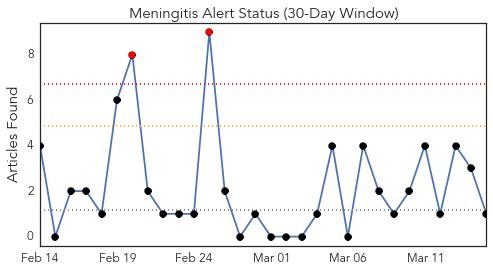 Meningitis Alert Status (30-Day Window)
Articles Found
8
6
4
2
0
Feb 14 Feb 19 Feb 24 Mar 01 Mar 06 Mar 11